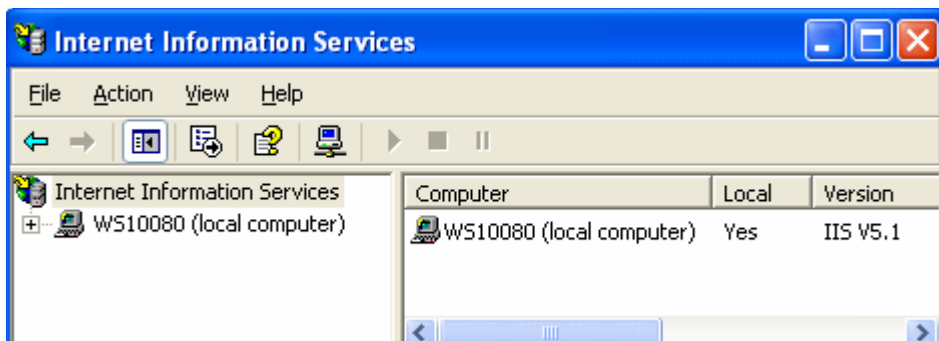 Internet Information Services
File Action View Help
Internet Information Services
WS10080 (local computer)
Computer Local Version
WS10080 (local computer) Yes IIS V5.1